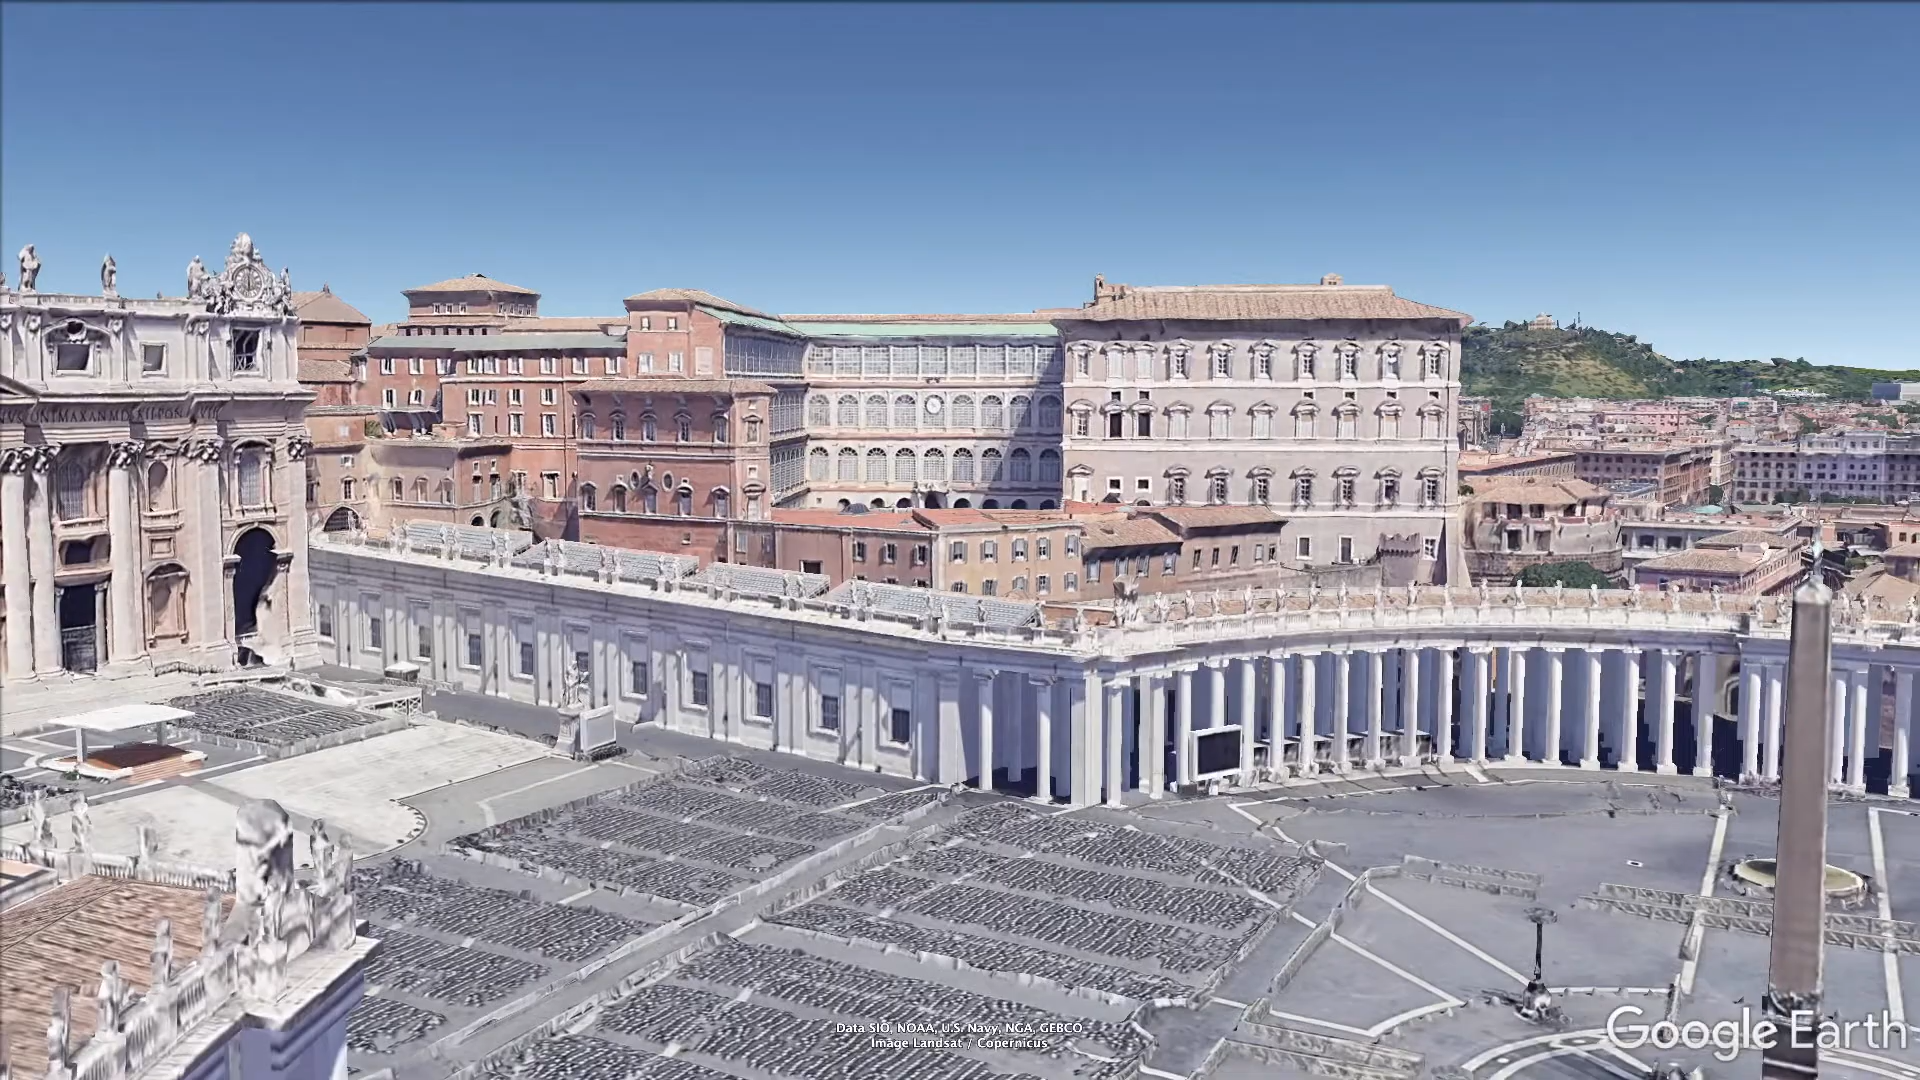 Data SIO, NOAA, U.S. Navy, NGA, GEBCO
Image Landsat / Copernicus
Google Earth